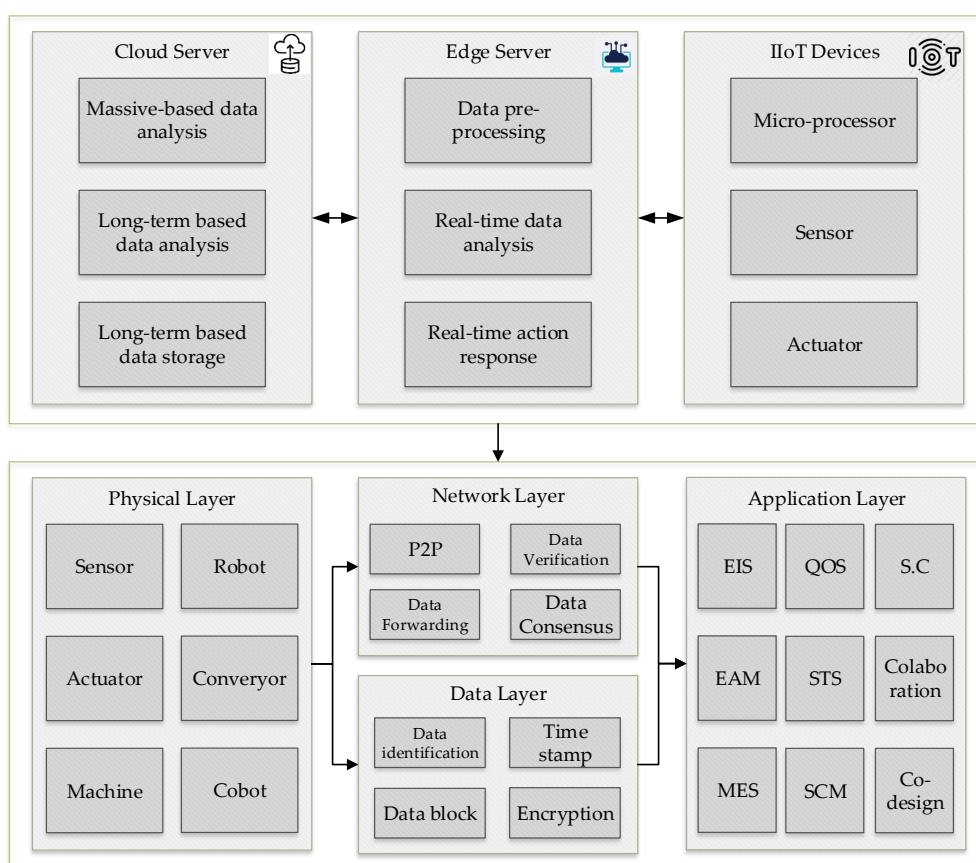 Cloud Server
Massive-based data
analysis
Long-term based
data analysis
Long-term based
data storage
Edge Server
Data pre-
processing
Real-time data
analysis
Real-time action
response
IIoT Devices
IOT
Micro-processor
Sensor
Actuator
Physical Layer
Sensor
Robot
Actuator
Converyor
Machine
Cobot
Network Layer
P2P
Data
Verification
Data
Forwarding
Data
Consensus
Data Layer
Data
identification
Time
stamp
Data block
Encryption
Application Layer
EIS
QOS
S.C
EAM
STS
Colabo
ration
MES
SCM
Co-
design